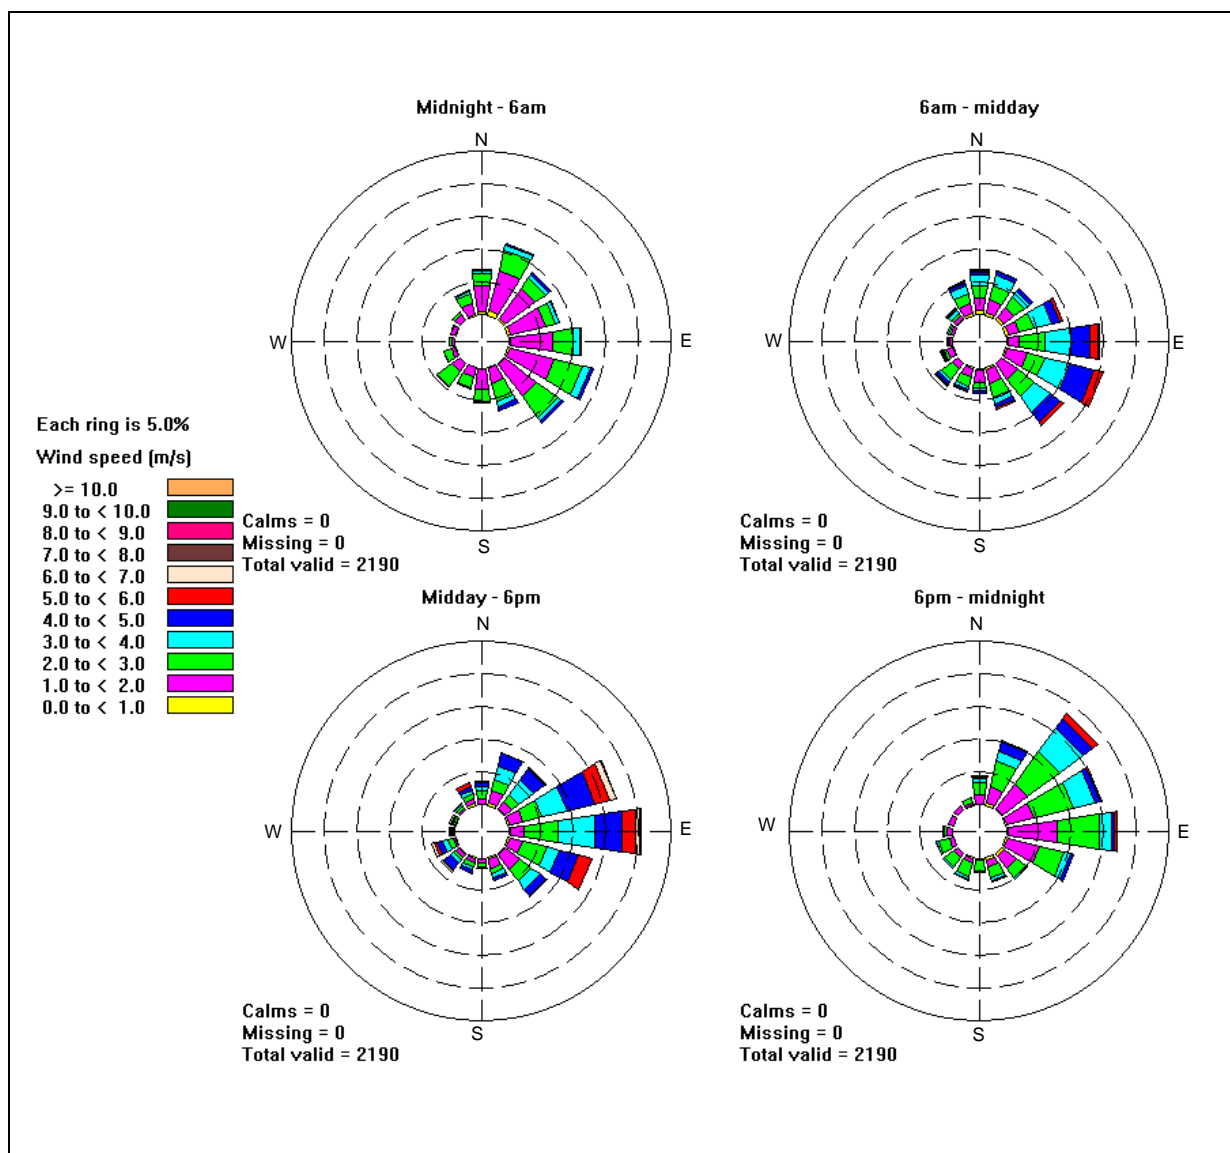 Midnight - 6am
N
W
E
S
Calms = 0
Missing = 0
Total valid = 2190
6am - midday
N
W
E
S
Calms = 0
Missing = 0
Total valid = 2190
Each ring is 5.0%
Wind speed (m/s)
>= 10.0
9.0 to < 10.0
8.0 to < 9.0
7.0 to < 8.0
6.0 to < 7.0
5.0 to < 6.0
4.0 to < 5.0
3.0 to < 4.0
2.0 to < 3.0
1.0 to < 2.0
0.0 to < 1.0
Midday - 6pm
N
W
E
S
Calms = 0
Missing = 0
Total valid = 2190
6pm - midnight
N
W
E
S
Calms = 0
Missing = 0
Total valid = 2190